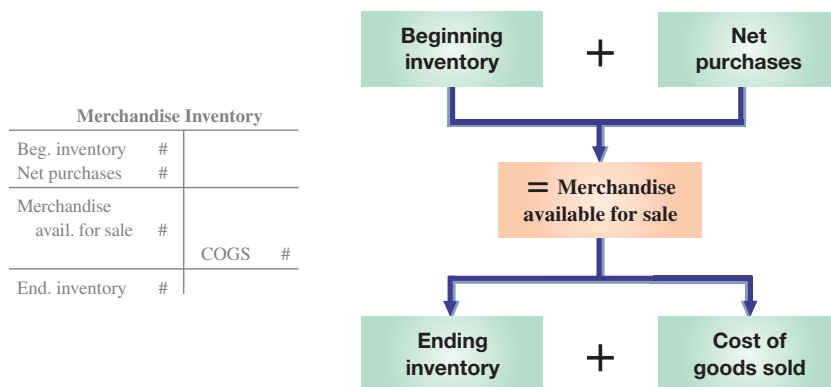 Merchandise Inventory
Beg. inventory #
Net purchases #
Merchandise
avail. for sale #
COGS #
End. inventory #
Beginning
inventory
+
Net
purchases
= Merchandise
available for sale
Ending
inventory
+
Cost of
goods sold